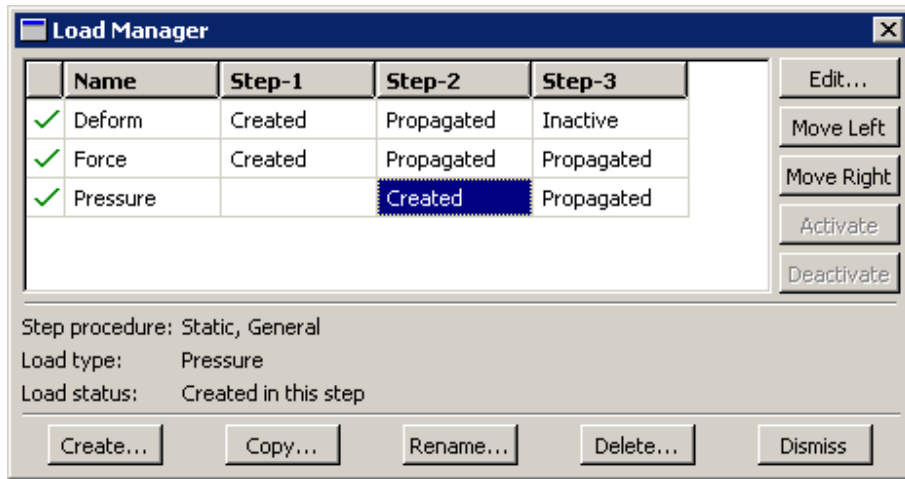 Load Manager
Name Step-1 Step-2 Step-3 Edit...
Deform Created Propagated Inactive Move Left
Force Created Propagated Propagated Move Right
Pressure Created Propagated Activate
Deactivate
Step procedure: Static, General
Load type: Pressure
Load status: Created in this step
Create... Copy... Rename... Delete... Dismiss